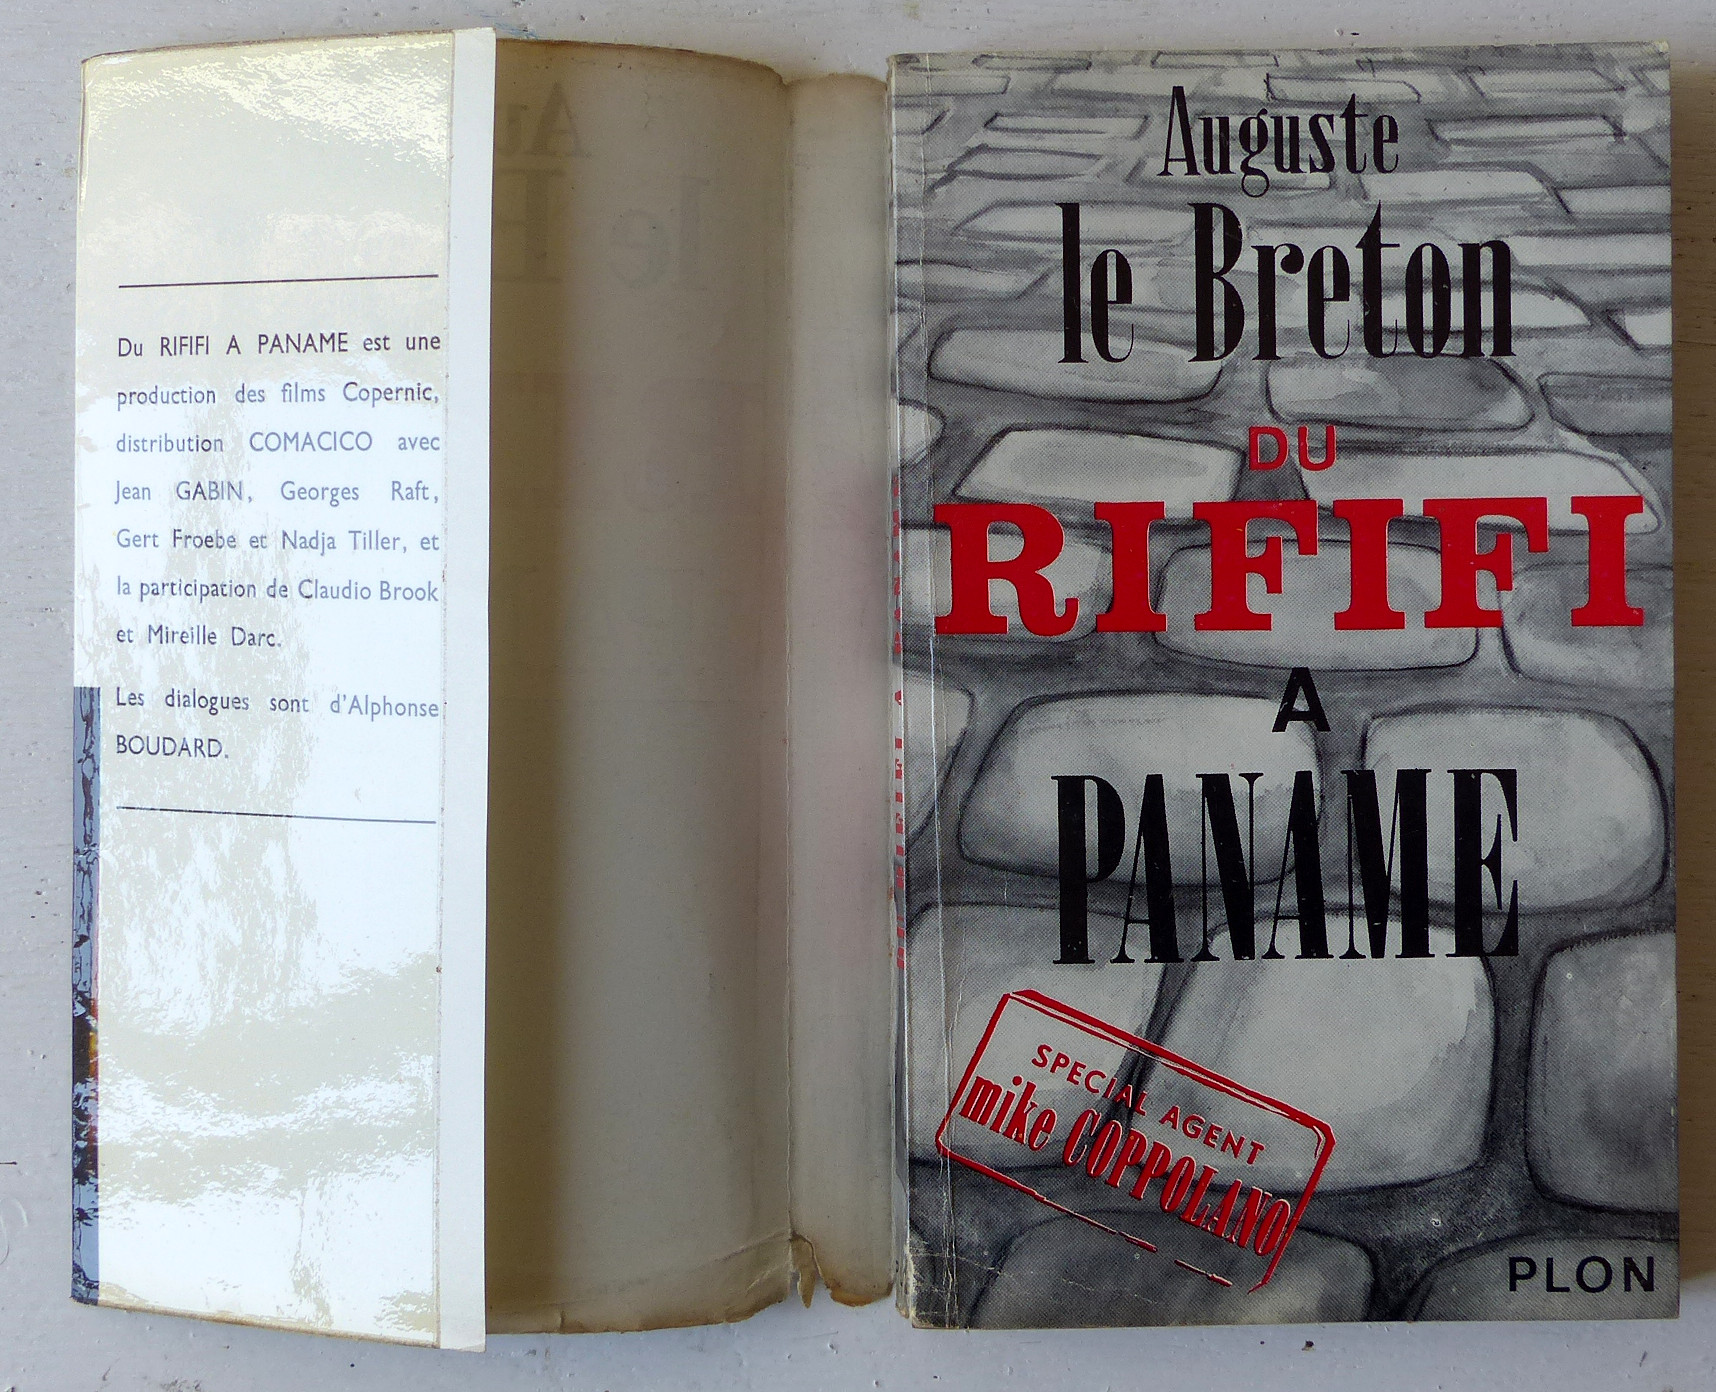 Du RIFIFI A PANAME est une
production des films Copernic,
distribution COMACICO avec
Jean GABIN, Georges Raft,
Gert Froebe et Nadja Tiller, et
la participation de Claudio Brook
et Mireille Darc.
Les dialogues sont d'Alphonse
BOUDARD.
Auguste
le Breton
DU
RIFIFI
A
PANAME
SPECIAL AGENT
mike COPPOLANO
PLON